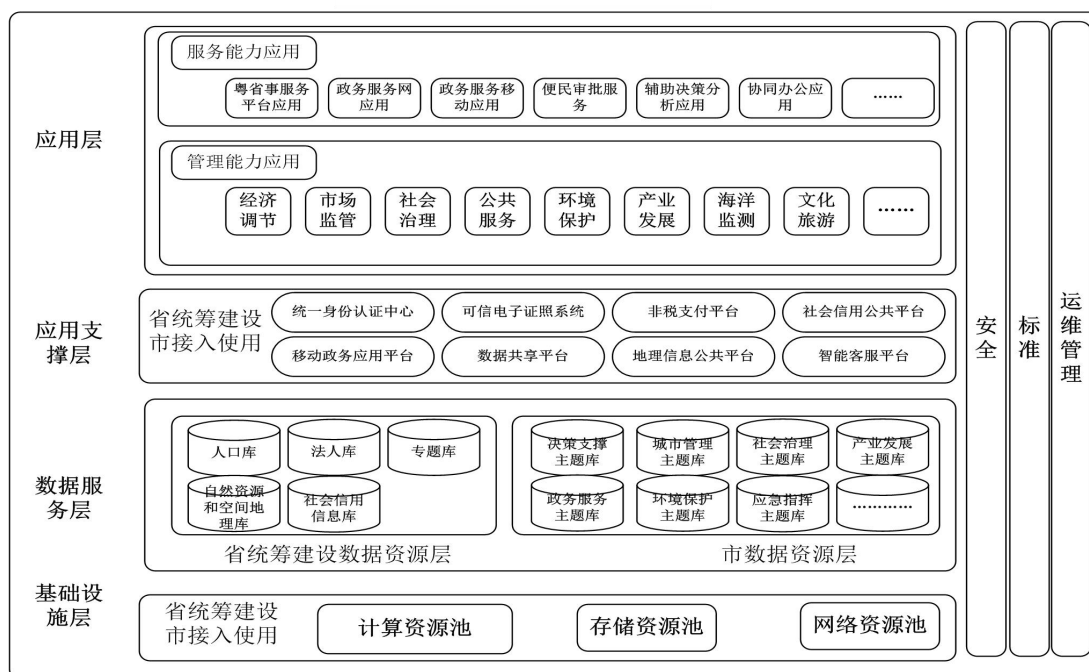 服务能力应用
粤省事服务
平台应用
政务服务网
应用
政务服务移
动应用
便民审批服
务
辅助决策分
析应用
协同办公应
用
……
应用层
管理能力应用
经济
调节
市场
监管
社会
治理
公共
服务
环境
保护
产业
发展
海洋
监测
文化
旅游
……
应用支
撑层
省统筹建设
市接入使用
统一身份认证中心
可信电子证照系统
非税支付平台
社会信用公共平台
移动政务应用平台
数据共享平台
地理信息公共平台
智能客服平台
数据服
务层
人口库
法人库
专题库
自然资源
和空间地
理库
社会信用
信息库
省统筹建设数据资源层
决策支撑
主题库
城市管理
主题库
社会治理
主题库
产业发展
主题库
政务服务
主题库
环境保护
主题库
应急指挥
主题库
…………
市数据资源层
基础设
施层
省统筹建设
市接入使用
计算资源池
存储资源池
网络资源池
安全
标准
运维管理